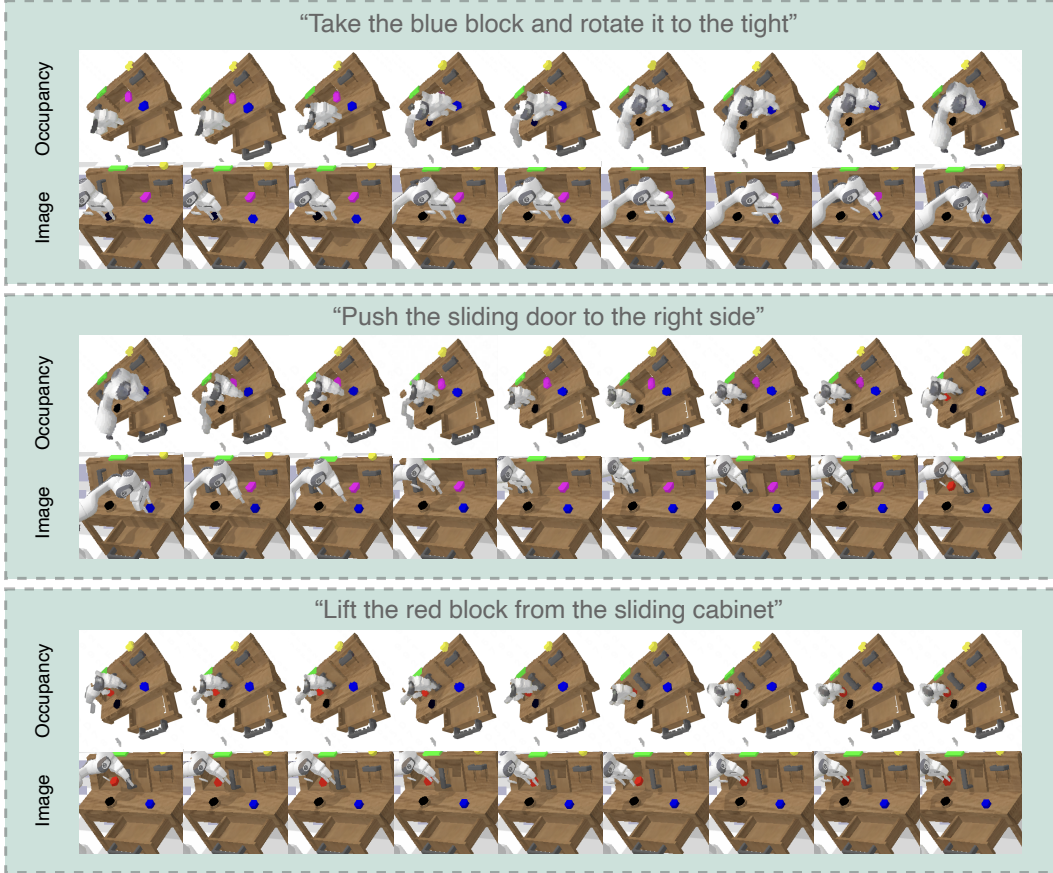 “Take the blue block and rotate it to the tight”
Occupancy
Image
“Push the sliding door to the right side”
Occupancy
Image
“Lift the red block from the sliding cabinet”
Occupancy
Image